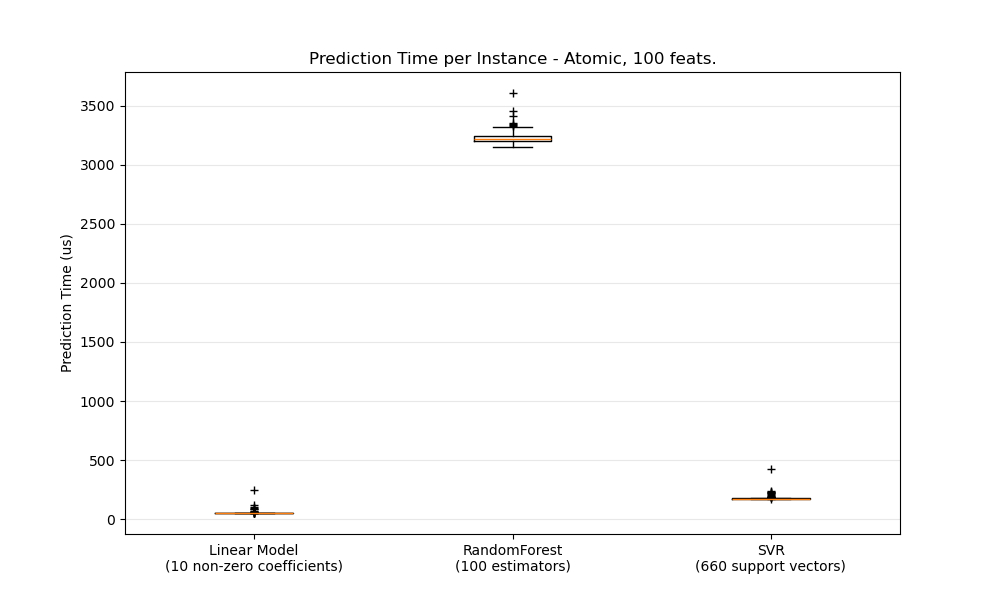 Prediction Time per Instance - Atomic, 100 feats.
Prediction Time (us)
3500
3000
2500
2000
1500
1000
500
0
Linear Model
(10 non-zero coefficients)
RandomForest
(100 estimators)
SVR
(660 support vectors)